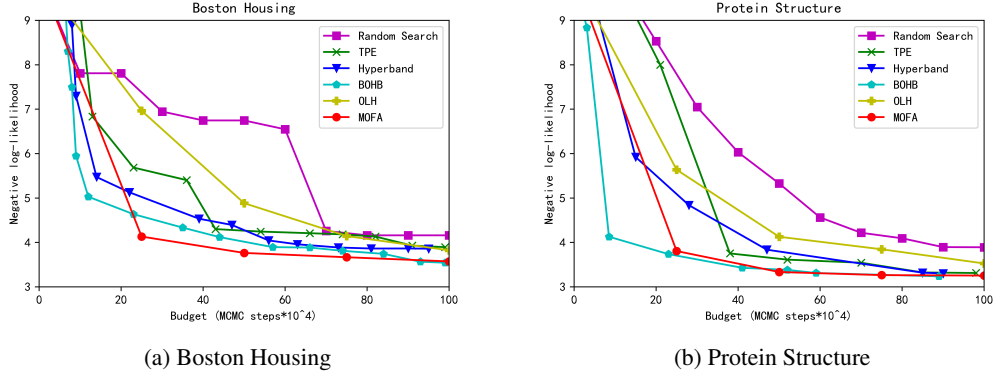 Boston Housing
Negative log-likelihood
9
8
7
6
5
4
3
0
20
40
60
80
100
Budget (MCMC steps*10^4)
Random Search
TPE
Hyperband
BOHB
OLH
MOFA
(a) Boston Housing
Protein Structure
Negative log-likelihood
9
8
7
6
5
4
3
0
20
40
60
80
100
Budget (MCMC steps*10^4)
Random Search
TPE
Hyperband
BOHB
OLH
MOFA
(b) Protein Structure